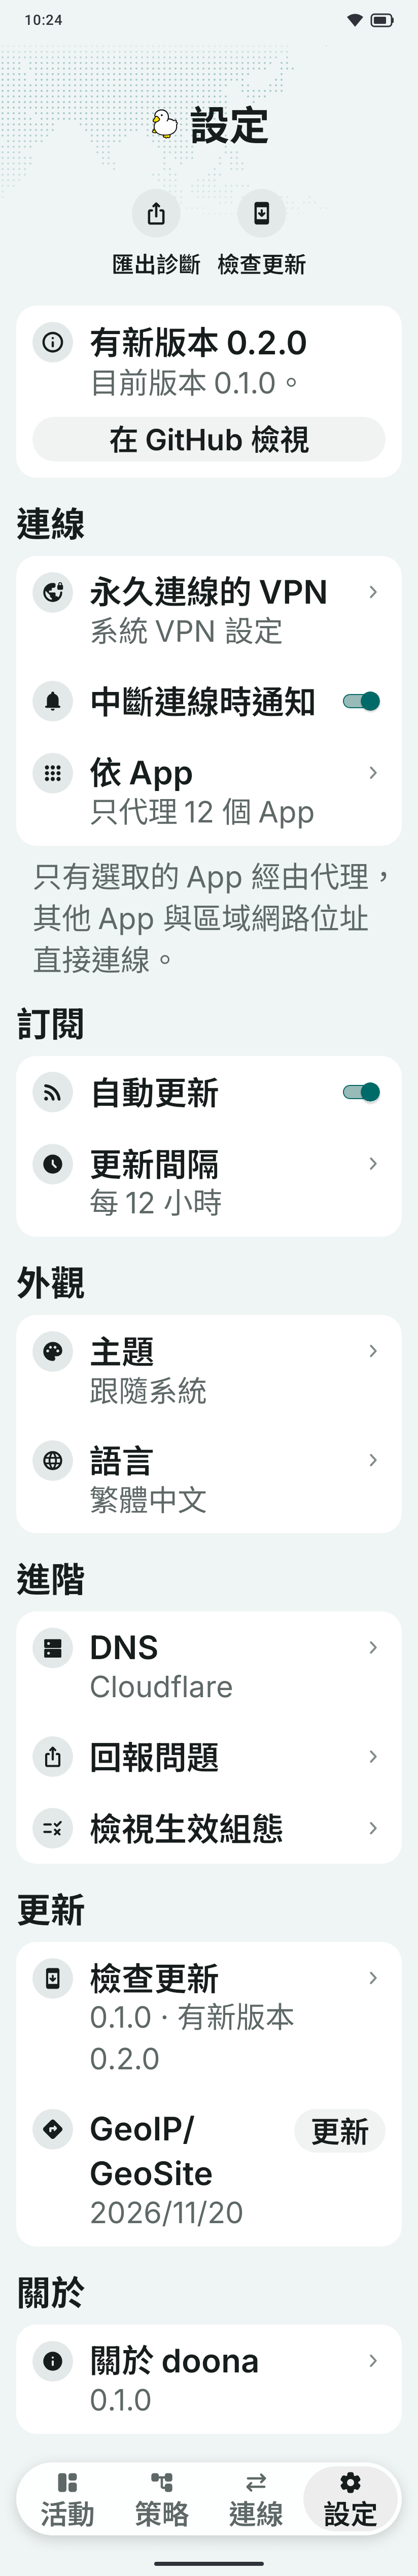 10:24
設定
匯出診斷 檢查更新
有新版本 0.2.0
目前版本 0.1.0。
在 GitHub 檢視
連線
永久連線的 VPN
系統 VPN 設定
中斷連線時通知
依 App
只代理 12 個 App
只有選取的 App 經由代理，
其他 App 與區域網路位址
直接連線。
訂閱
自動更新
更新間隔
每 12 小時
外觀
主題
跟隨系統
語言
繁體中文
進階
DNS
Cloudflare
回報問題
檢視生效組態
更新
檢查更新
0.1.0 · 有新版本
0.2.0
GeoIP/
GeoSite
更新
2026/11/20
關於
關於 doona
0.1.0
活動 策略 連線 設定